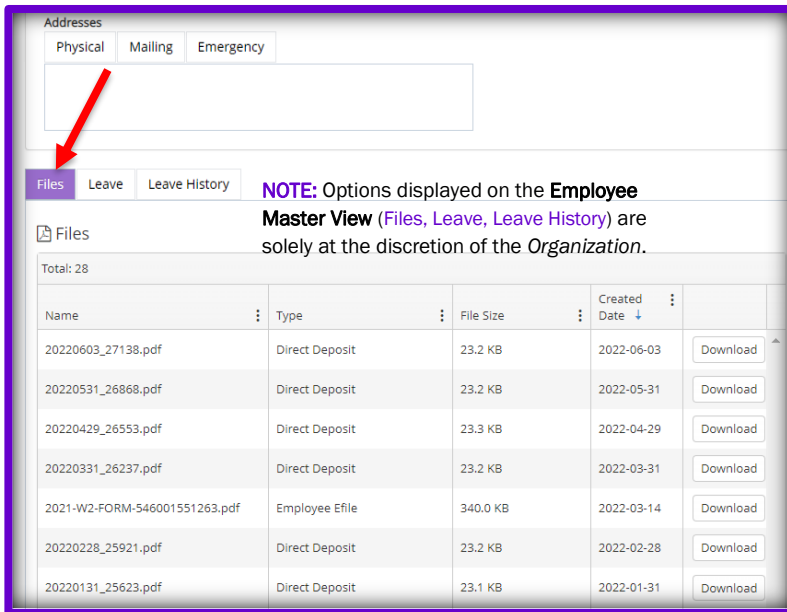 Addresses
Physical Mailing Emergency
Files Leave Leave History
NOTE: Options displayed on the Employee
Master View (Files, Leave, Leave History) are
solely at the discretion of the Organization.
Files
Total: 28
Name Type File Size Created Date
20220603_27138.pdf Direct Deposit 23.2 KB 2022-06-03 Download
20220531_26868.pdf Direct Deposit 23.2 KB 2022-05-31 Download
20220429_26553.pdf Direct Deposit 23.3 KB 2022-04-29 Download
20220331_26237.pdf Direct Deposit 23.2 KB 2022-03-31 Download
2021-W2-FORM-546001551263.pdf Employee Efile 340.0 KB 2022-03-14 Download
20220228_25921.pdf Direct Deposit 23.2 KB 2022-02-28 Download
20220131_25623.pdf Direct Deposit 23.1 KB 2022-01-31 Download